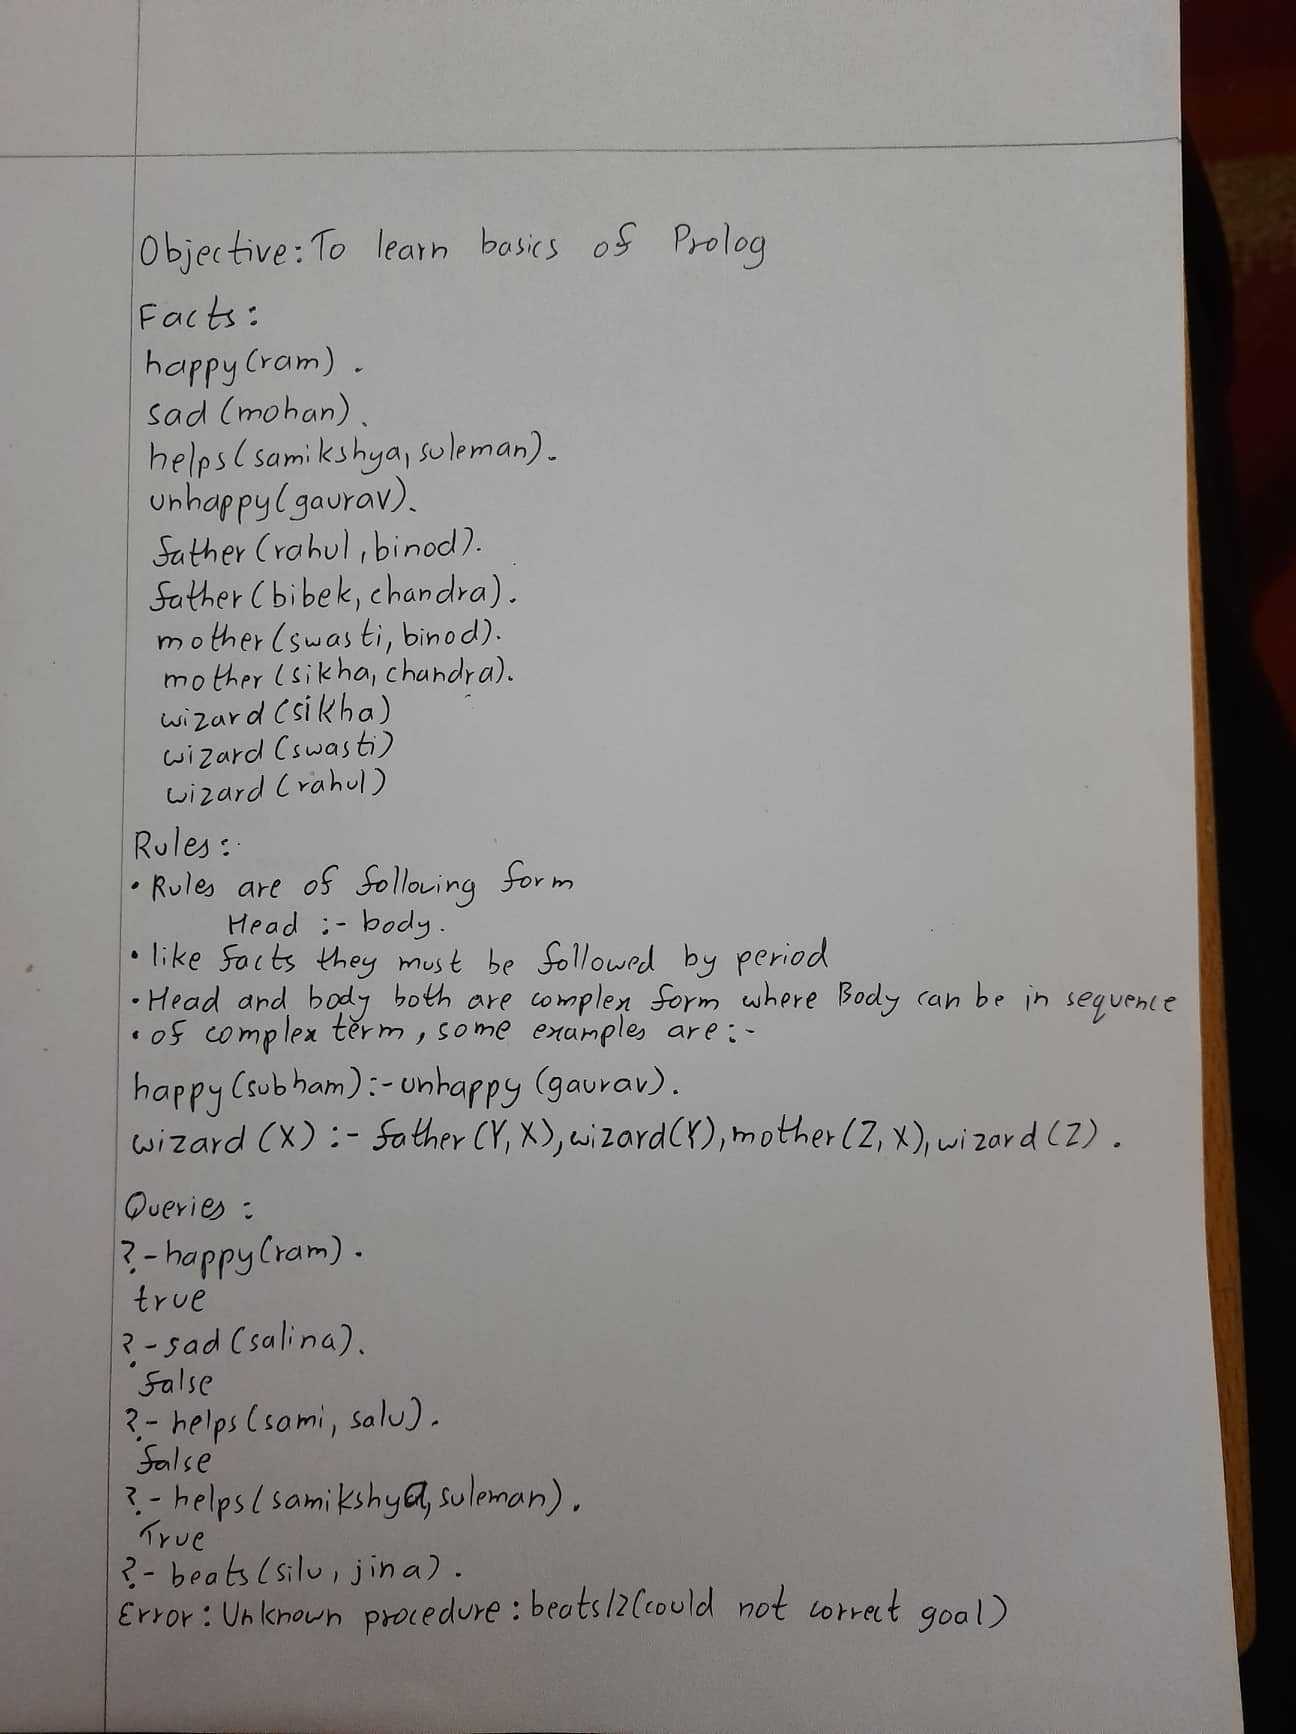 Objective: To learn basics of Prolog
Facts:
happy(ram).
sad(mohan).
helps(samikshya, suleman).
unhappy(gaurav).
father(rahul, binod).
father(bibek, chandra).
mother(swasti, binod).
mother(sikha, chandra).
wizard(sikha)
wizard(swasti)
wizard(rahul)
Rules:
• Rules are of following form
Head :- body.
• like facts they must be followed by period
• Head and body both are complex form where Body can be in sequence
• of complex term, some examples are:-
happy(subham):-unhappy(gaurav).
wizard(X) :- father(Y,X), wizard(Y), mother(Z,X), wizard(Z).
Queries:
?-happy(ram).
true
?-sad(salina).
false
?- helps(sami, salu).
false
?- helps(samikshya, suleman).
True
?- beats(silu, jina).
Error: Unknown procedure: beats/2(could not correct goal)